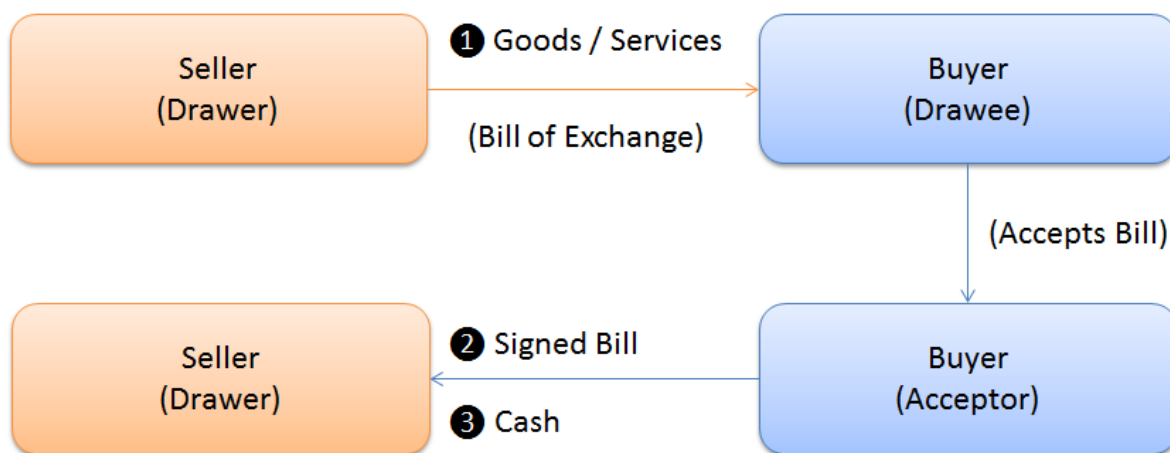 Seller
(Drawer)
❶ Goods / Services
(Bill of Exchange)
Buyer
(Drawee)
(Accepts Bill)
Seller
(Drawer)
❷ Signed Bill
❸ Cash
Buyer
(Acceptor)